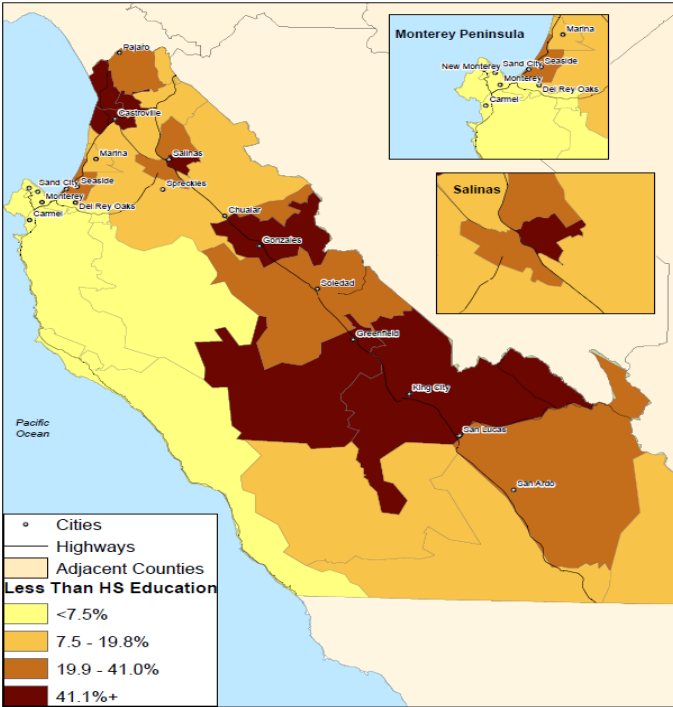 Monterey Peninsula
Marina
New Monterey
Sand City
Seaside
Monterey
Del Rey Oaks
Carmel
Pajaro
Castroville
Marina
Salinas
Sand City
Seaside
Spreckles
Monterey
Del Rey Oaks
Carmel
Chualar
Gonzales
Salinas
Soledad
Greenfield
King City
San Lucas
San Ardo
Pacific
Ocean
Cities
Highways
Adjacent Counties
Less Than HS Education
<7.5%
7.5 - 19.8%
19.9 - 41.0%
41.1%+